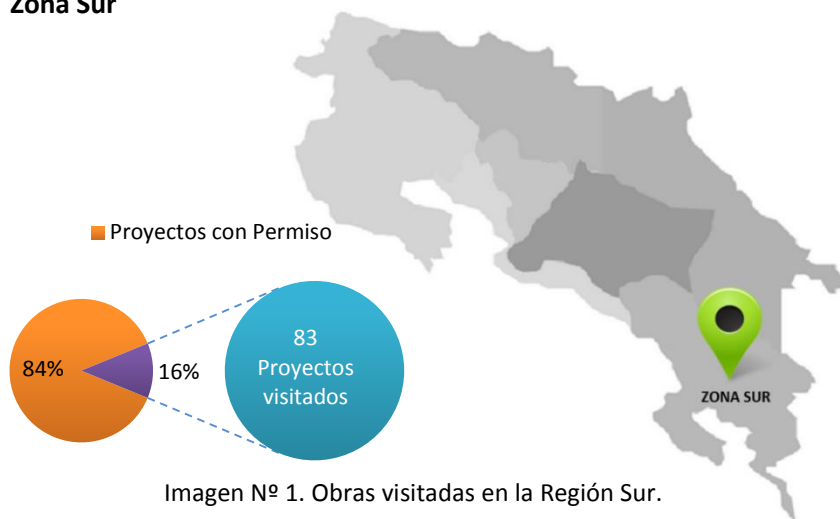 Zona Sur
Proyectos con Permiso
84%
16%
83
Proyectos
visitados
ZONA SUR
Imagen Nº 1. Obras visitadas en la Región Sur.